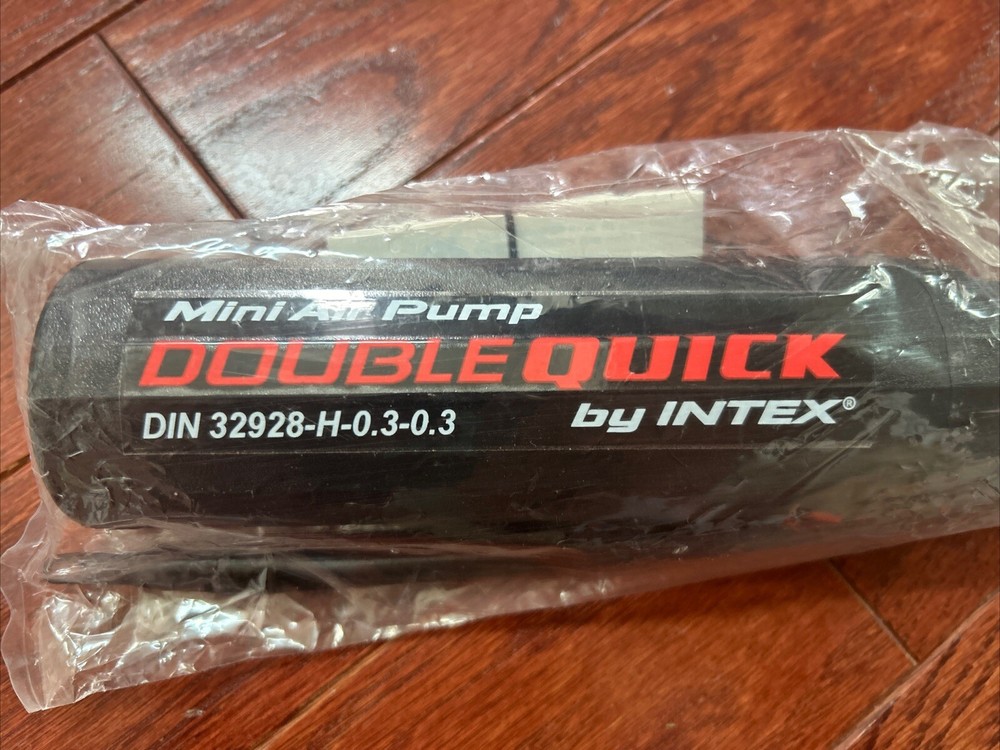 Mini Air Pump
DOUBLE QUICK
DIN 32928-H-0.3-0.3
by INTEX®